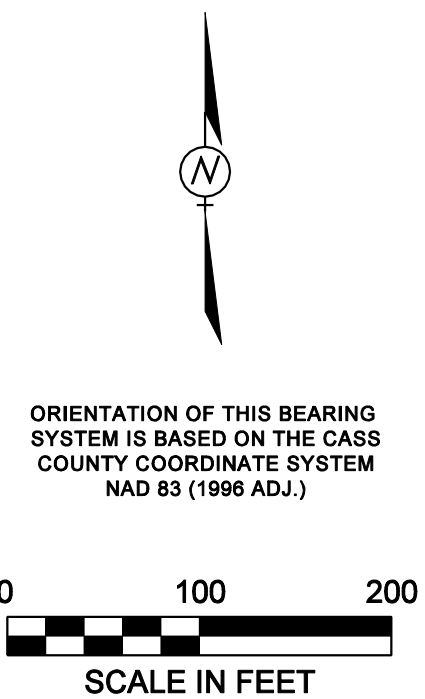 N
ORIENTATION OF THIS BEARING
SYSTEM IS BASED ON THE CASS
COUNTY COORDINATE SYSTEM
NAD 83 (1996 ADJ.)
0 100 200
SCALE IN FEET